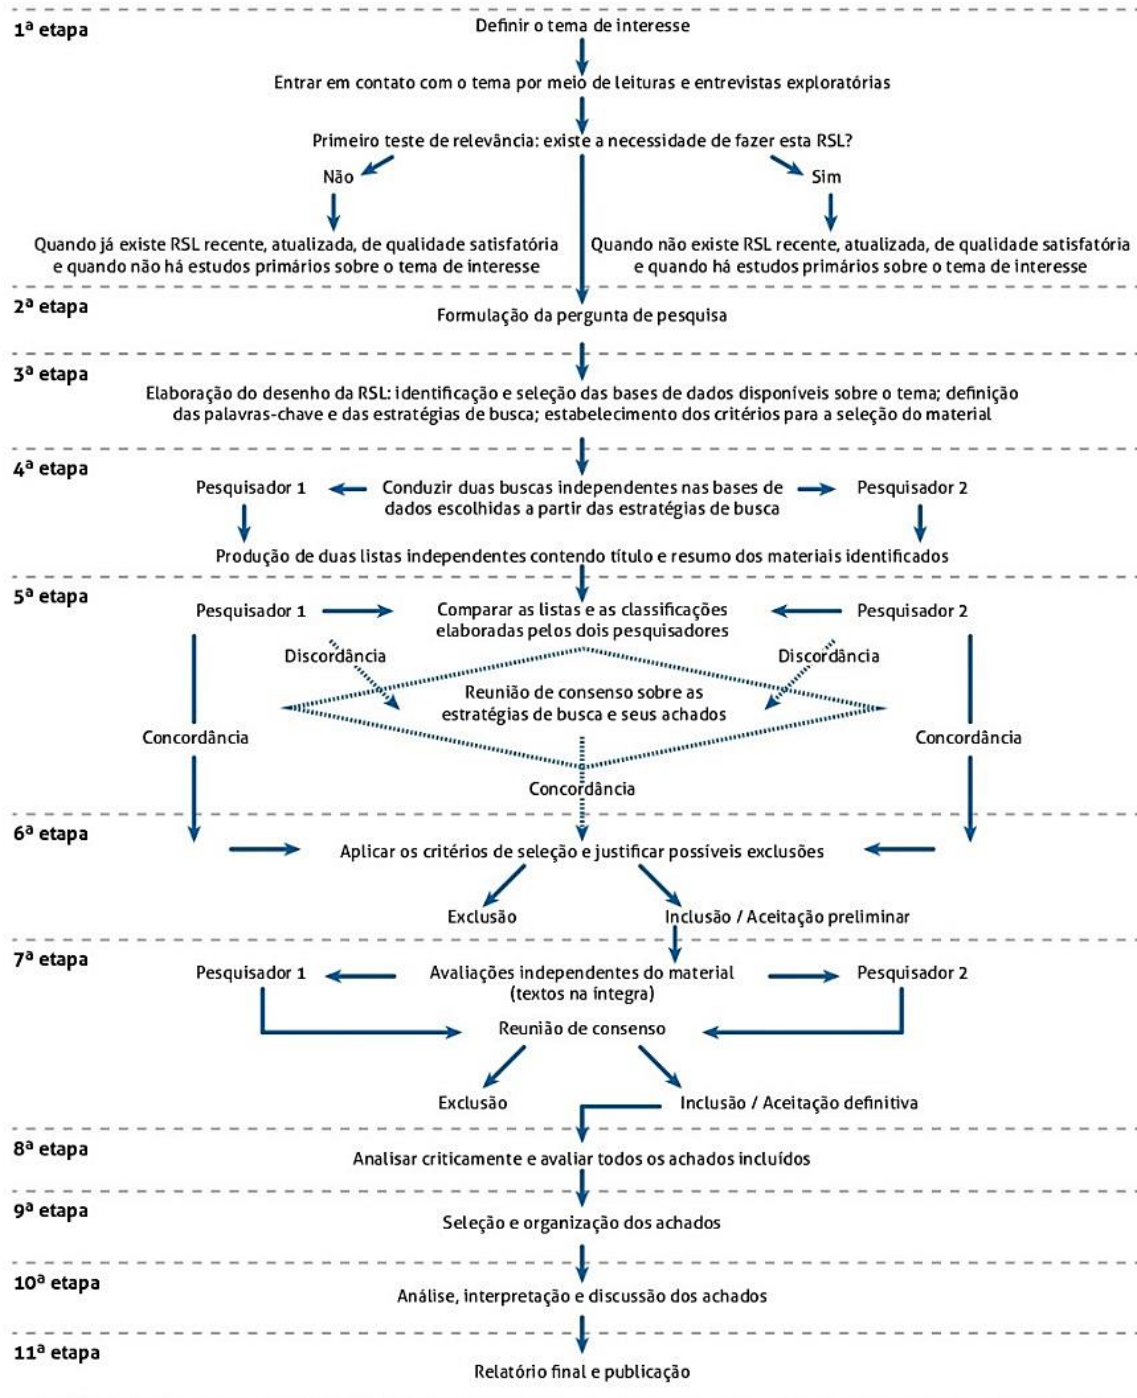 1ª etapa
Definir o tema de interesse
Entrar em contato com o tema por meio de leituras e entrevistas exploratórias
Primeiro teste de relevância: existe a necessidade de fazer esta RSL?
Não
Sim
Quando já existe RSL recente, atualizada, de qualidade satisfatória
e quando não há estudos primários sobre o tema de interesse
Quando não existe RSL recente, atualizada, de qualidade satisfatória
e quando há estudos primários sobre o tema de interesse
2ª etapa
Formulação da pergunta de pesquisa
3ª etapa
Elaboração do desenho da RSL: identificação e seleção das bases de dados disponíveis sobre o tema; definição
das palavras-chave e das estratégias de busca; estabelecimento dos critérios para a seleção do material
4ª etapa
Pesquisador 1
Conduzir duas buscas independentes nas bases de
dados escolhidas a partir das estratégias de busca
Pesquisador 2
Produção de duas listas independentes contendo título e resumo dos materiais identificados
5ª etapa
Pesquisador 1
Comparar as listas e as classificações
elaboradas pelos dois pesquisadores
Pesquisador 2
Discordância
Discordância
Reunião de consenso sobre as
estratégias de busca e seus achados
Concordância
Concordância
Concordância
6ª etapa
Aplicar os critérios de seleção e justificar possíveis exclusões
Exclusão
Inclusão / Aceitação preliminar
7ª etapa
Pesquisador 1
Avaliações independentes do material
(textos na íntegra)
Pesquisador 2
Reunião de consenso
Exclusão
Inclusão / Aceitação definitiva
8ª etapa
Analisar criticamente e avaliar todos os achados incluídos
9ª etapa
Seleção e organização dos achados
10ª etapa
Análise, interpretação e discussão dos achados
11ª etapa
Relatório final e publicação